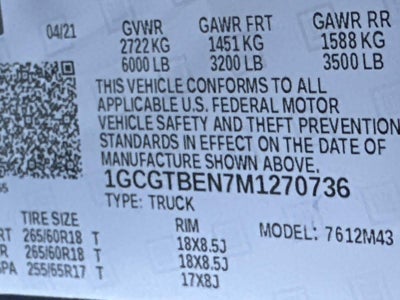 04/21 GVWR GAWR FRT GAWR RR
2722 KG 1451 KG 1588 KG
6000 LB 3200 LB 3500 LB
THIS VEHICLE CONFORMS TO ALL
APPLICABLE U.S. FEDERAL MOTOR
VEHICLE SAFETY AND THEFT PREVENTION
STANDARDS IN EFFECT ON THE DATE OF
MANUFACTURE SHOWN ABOVE.
1GCGTBEN7M1270736
TYPE: TRUCK
TIRE SIZE RIM MODEL: 7612M43
RT 265/60R18 T 18X8.5J
R 265/60R18 T 18X8.5J
PA 255/65R17 T 17X8J